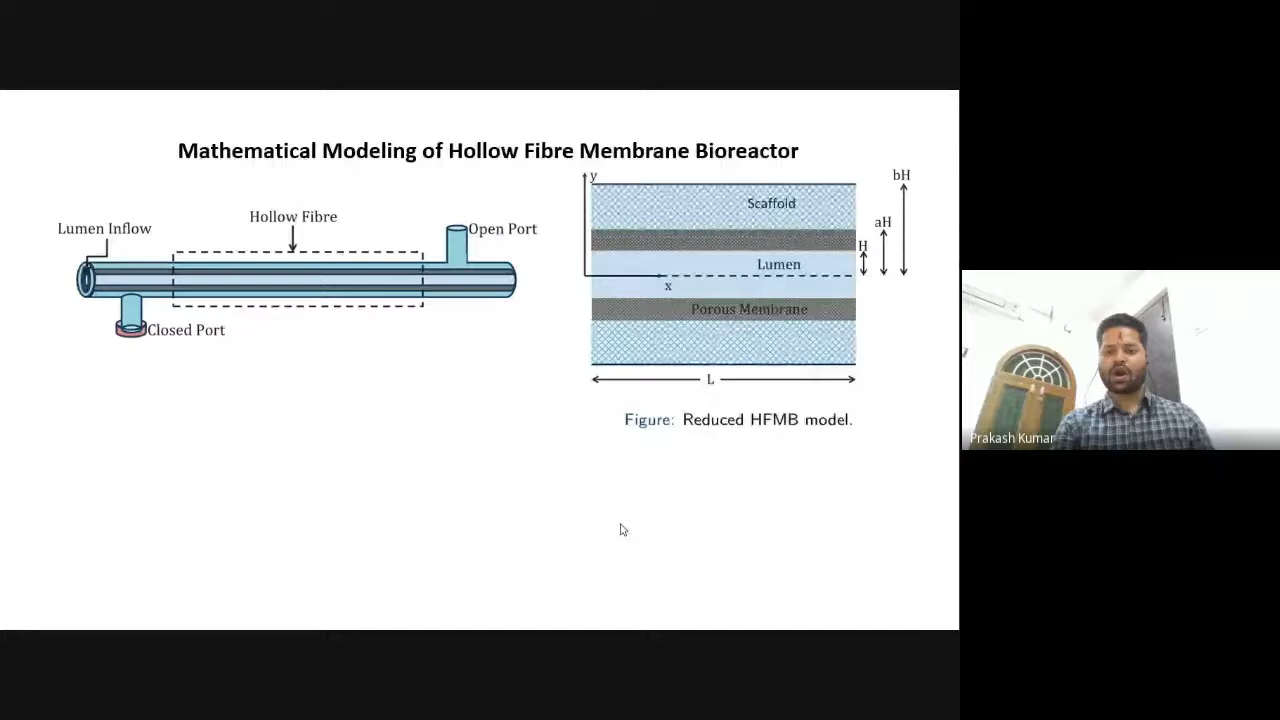 Mathematical Modeling of Hollow Fibre Membrane Bioreactor
Lumen Inflow
Hollow Fibre
Open Port
Closed Port
y
Scaffold
bH
aH
H
Lumen
x
Porous Membrane
L
Figure: Reduced HFMB model.
Prakash Kumar